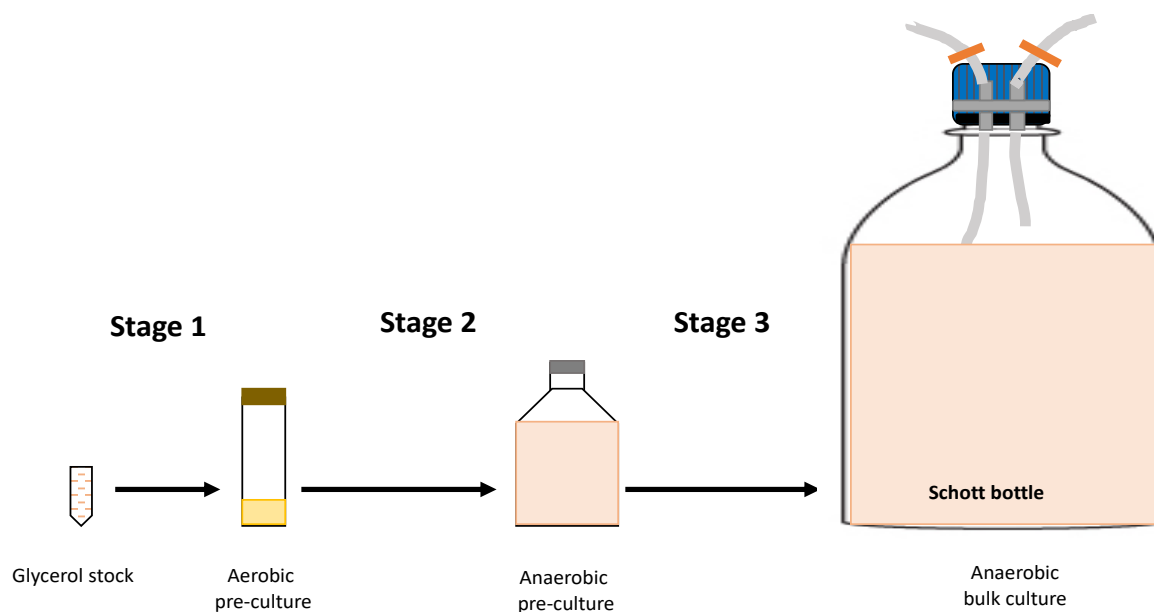 Stage 1
Stage 2
Stage 3
Schott bottle
Glycerol stock
Aerobic
pre-culture
Anaerobic
pre-culture
Anaerobic
bulk culture